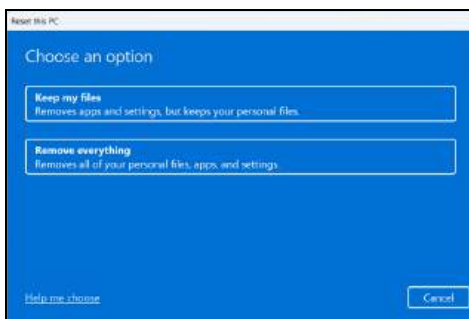 Reset this PC
Choose an option
Keep my files
Removes apps and settings, but keeps your personal files.
Remove everything
Removes all of your personal files, apps, and settings.
Help me choose
Cancel